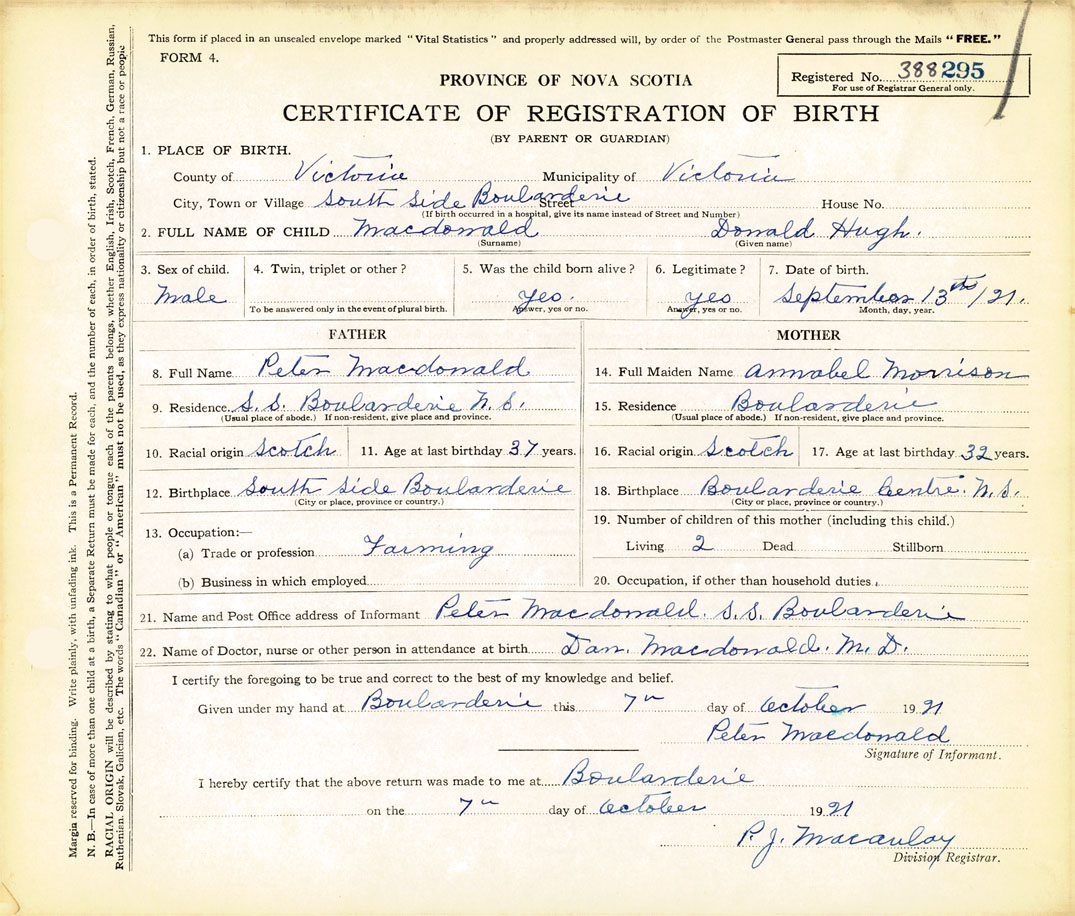 This form if placed in an unsealed envelope marked "Vital Statistics" and properly addressed will, by order of the Postmaster General pass through the Mails "FREE."
FORM 4.
Registered No. 388295
For use of Registrar General only.
PROVINCE OF NOVA SCOTIA
CERTIFICATE OF REGISTRATION OF BIRTH
(BY PARENT OR GUARDIAN)
1. PLACE OF BIRTH.
County of Victoria Municipality of Victoria
City, Town or Village South Side Boularderie Street House No.
(If birth occurred in a hospital, give its name instead of Street and Number)
2. FULL NAME OF CHILD Macdonald Donald Hugh.
(Surname) (Given name)
3. Sex of child. 4. Twin, triplet or other? 5. Was the child born alive? 6. Legitimate? 7. Date of birth.
Male yes. yes September 13th/21.
To be answered only in the event of plural birth. Answer, yes or no. Answer, yes or no. Month, day, year.
FATHER
8. Full Name Peter Macdonald
9. Residence S.S. Boularderie N.S.
(Usual place of abode.) If non-resident, give place and province.
10. Racial origin Scotch 11. Age at last birthday 37 years.
12. Birthplace South Side Boularderie
(City or place, province or country.)
13. Occupation:—
(a) Trade or profession Farming
(b) Business in which employed
MOTHER
14. Full Maiden Name Annabel Morrison
15. Residence Boularderie
(Usual place of abode.) If non-resident, give place and province.
16. Racial origin Scotch 17. Age at last birthday 32 years.
18. Birthplace Boularderie Centre. N.S.
(City or place, province or country.)
19. Number of children of this mother (including this child.)
Living 2 Dead Stillborn
20. Occupation, if other than household duties
21. Name and Post Office address of Informant Peter Macdonald. S.S. Boularderie
22. Name of Doctor, nurse or other person in attendance at birth Dan. Macdonald. M.D.
I certify the foregoing to be true and correct to the best of my knowledge and belief.
Given under my hand at Boularderie this 7th day of October 1921
Peter Macdonald
Signature of Informant.
I hereby certify that the above return was made to me at Boularderie
on the 7th day of October 1921
P.J. Macaulay
Division Registrar.
Margin reserved for binding. Write plainly, with unfading ink. This is a Permanent Record.
N. B.—In case of more than one child at a birth, a Separate Return must be made for each, and the number of each, in order of birth, stated.
RACIAL ORIGIN will be described by stating to what people or tongue each of the parents belongs, whether English, Irish, Scotch, French, German, Russian,
Ruthenian, Slovak, Galician, etc. The words "Canadian" or "American" must not be used, as they express nationality or citizenship but not a race or people